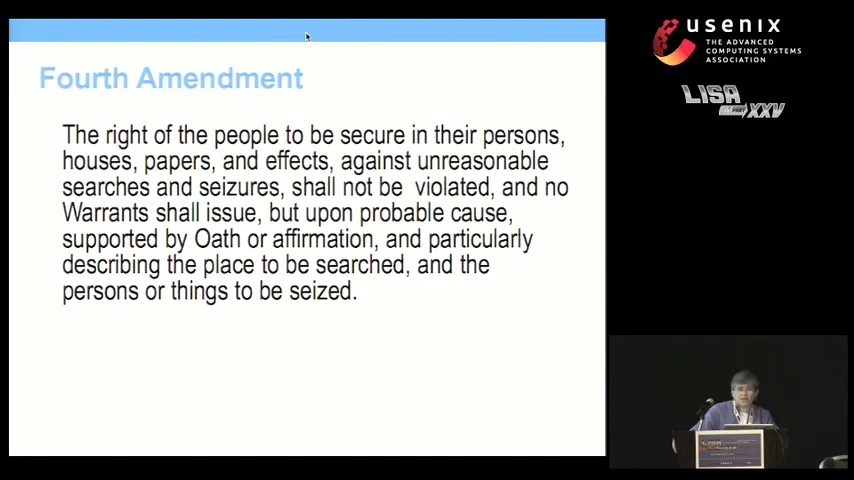 Fourth Amendment
The right of the people to be secure in their persons,
houses, papers, and effects, against unreasonable
searches and seizures, shall not be violated, and no
Warrants shall issue, but upon probable cause,
supported by Oath or affirmation, and particularly
describing the place to be searched, and the
persons or things to be seized.
usenix
THE ADVANCED
COMPUTING SYSTEMS
ASSOCIATION
LISA
XXV
LISA